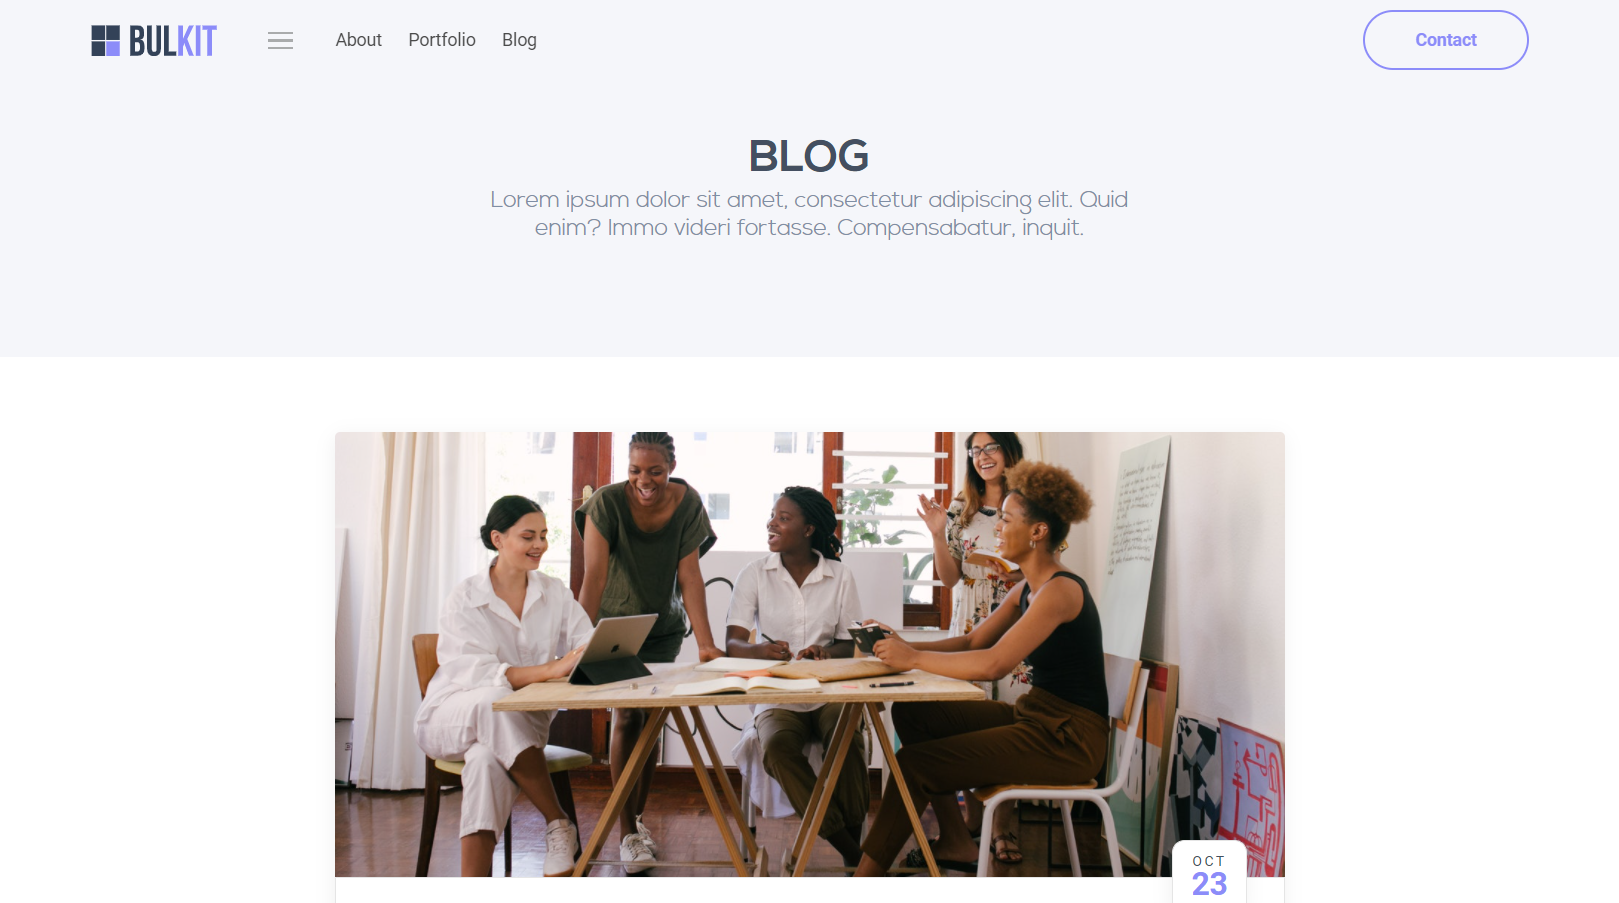 BULKIT
About
Portfolio
Blog
Contact
BLOG
Lorem ipsum dolor sit amet, consectetur adipiscing elit. Quid
enim? Immo videri fortasse. Compensabatur, inquit.
OCT
23